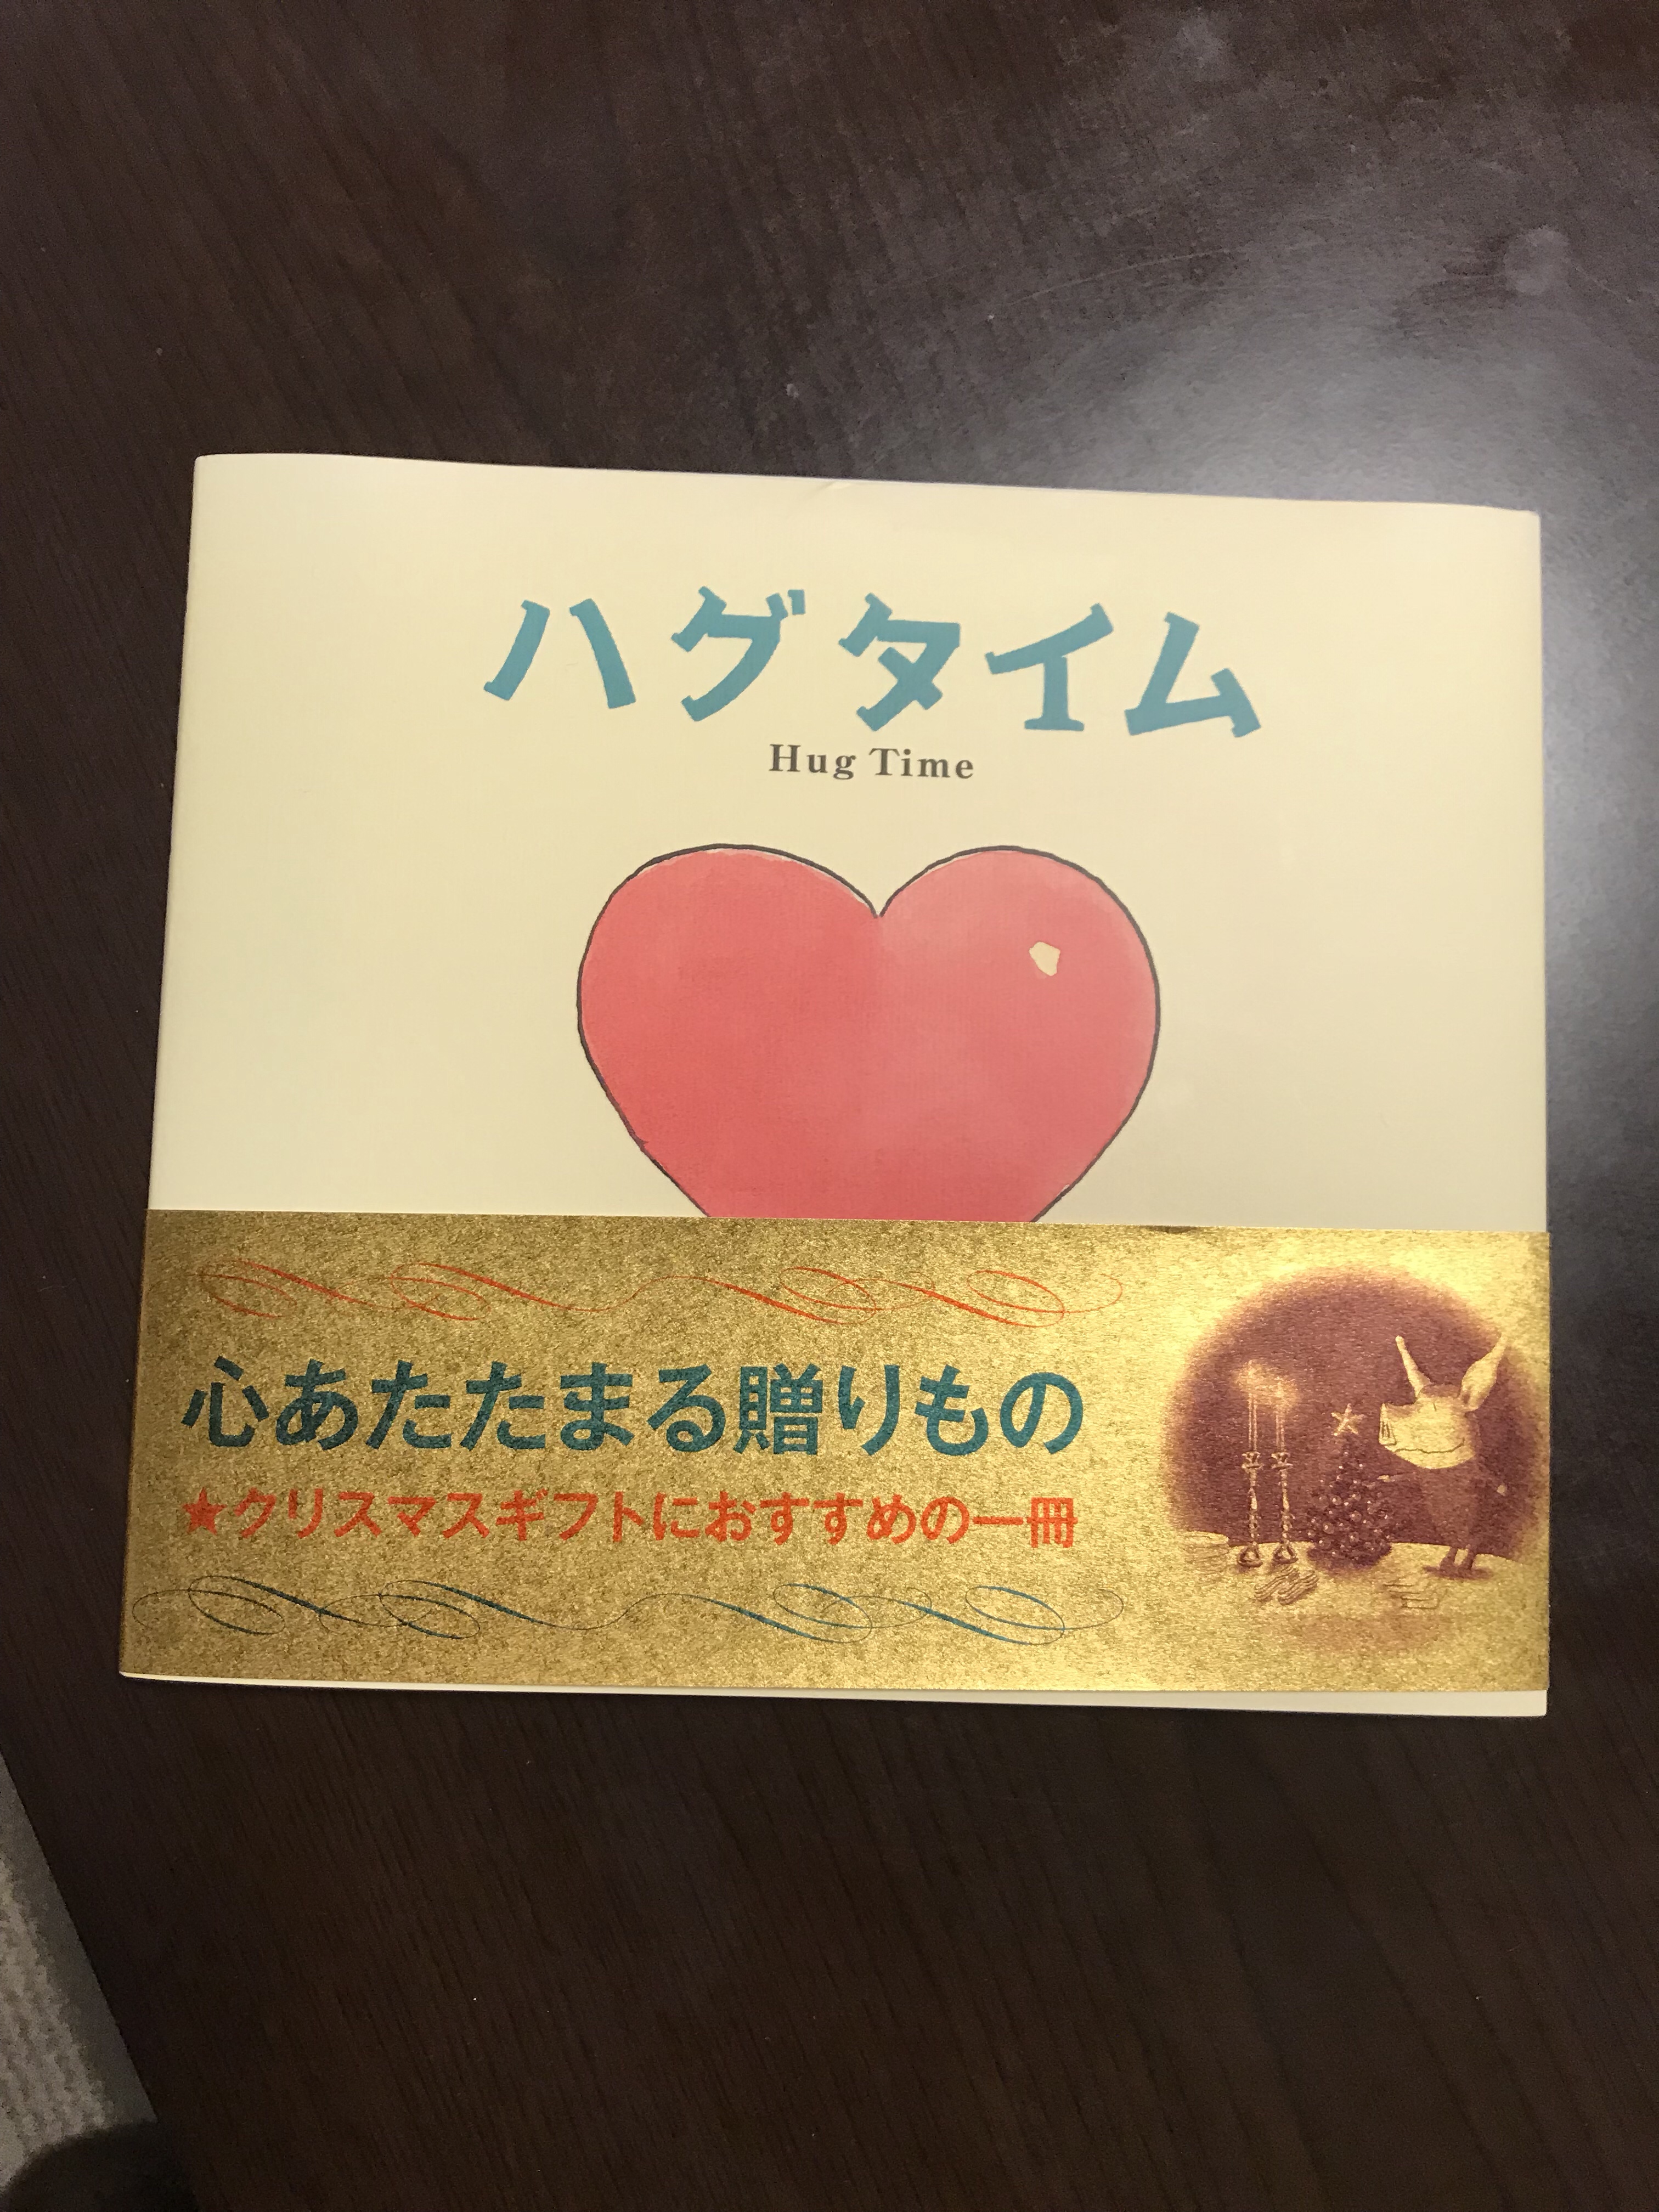 ハグタイム
Hug Time
心あたたまる贈りもの
★クリスマスギフトにおすすめの一冊